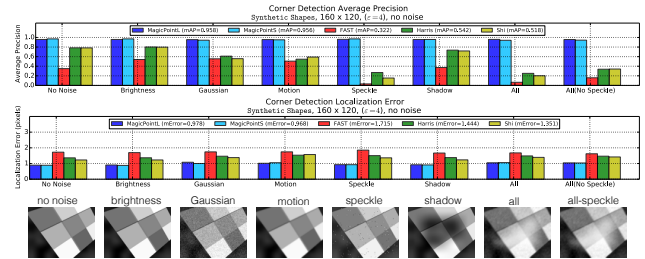 Corner Detection Average Precision
Synthetic Shapes, 160 x 120, (ε=4), no noise
Average Precision
1.0
0.8
0.6
0.4
0.2
0.0
MagicPointL (mAP=0.958)
MagicPointS (mAP=0.956)
FAST (mAP=0.322)
Harris (mAP=0.542)
Shi (mAP=0.518)
No Noise Brightness Gaussian Motion Speckle Shadow All All(No Speckle)
Corner Detection Localization Error
Synthetic Shapes, 160 x 120, (ε=4), no noise
Localization Error (pixels)
3
2
1
0
MagicPointL (mError=0,978)
MagicPointS (mError=0,968)
FAST (mError=1,715)
Harris (mError=1,444)
Shi (mError=1,351)
No Noise Brightness Gaussian Motion Speckle Shadow All All(No Speckle)
no noise brightness Gaussian motion speckle shadow all all-speckle